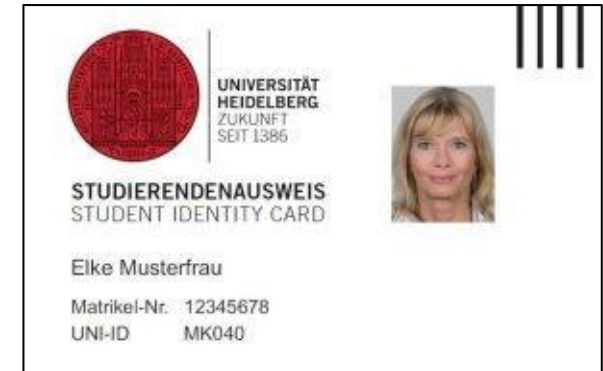 UNIVERSITÄT
HEIDELBERG
ZUKUNFT
SEIT 1386
STUDIERENDENAUSWEIS
STUDENT IDENTITY CARD
Elke Musterfrau
Matrikel-Nr. 12345678
UNI-ID MK040